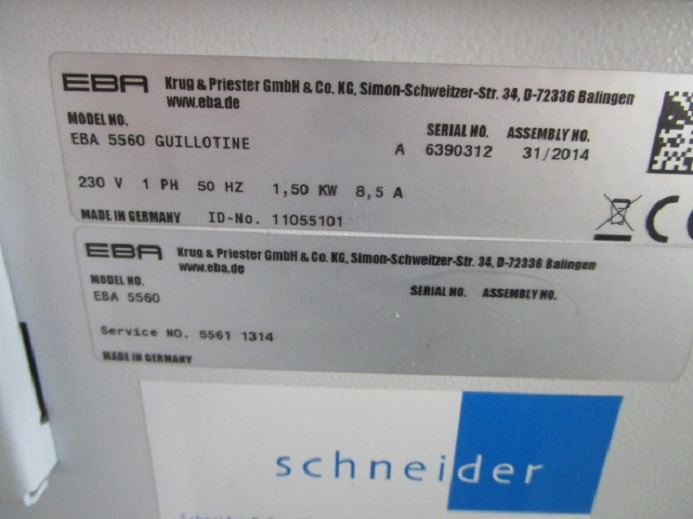 EBA Krug & Priester GmbH & Co. KG, Simon-Schweitzer-Str. 34, D-72336 Balingen
www.eba.de
MODEL NO. SERIAL NO. ASSEMBLY NO.
EBA 5560 GUILLOTINE A 6390312 31/2014
230 V 1 PH 50 HZ 1,50 KW 8,5 A
MADE IN GERMANY ID-No. 11055101
EBA Krug & Priester GmbH & Co. KG, Simon-Schweitzer-Str. 34, D-72336 Balingen
www.eba.de
MODEL NO. SERIAL NO. ASSEMBLY NO.
EBA 5560
Service NO. 5561 1314
MADE IN GERMANY
schneider